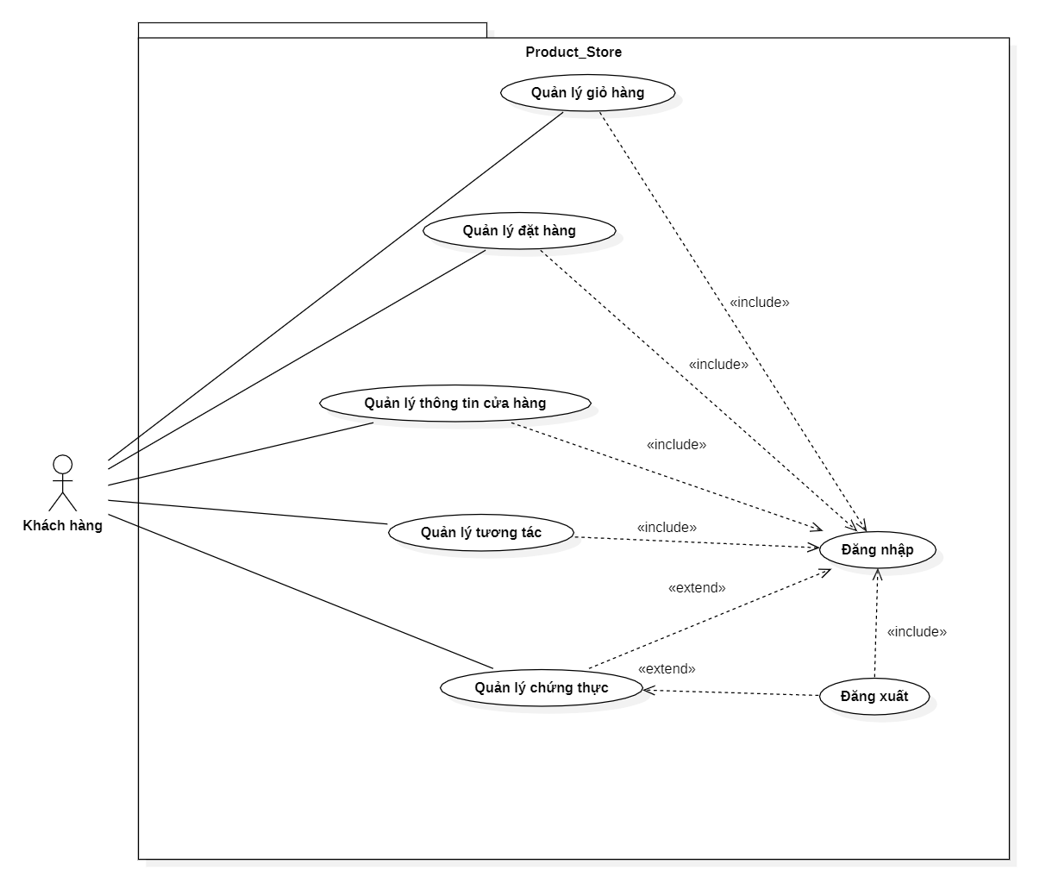 Product_Store
Quản lý giỏ hàng
Quản lý đặt hàng
«include»
«include»
Quản lý thông tin cửa hàng
«include»
Khách hàng
Quản lý tương tác
«include»
Đăng nhập
«extend»
«include»
«extend»
Quản lý chứng thực
Đăng xuất